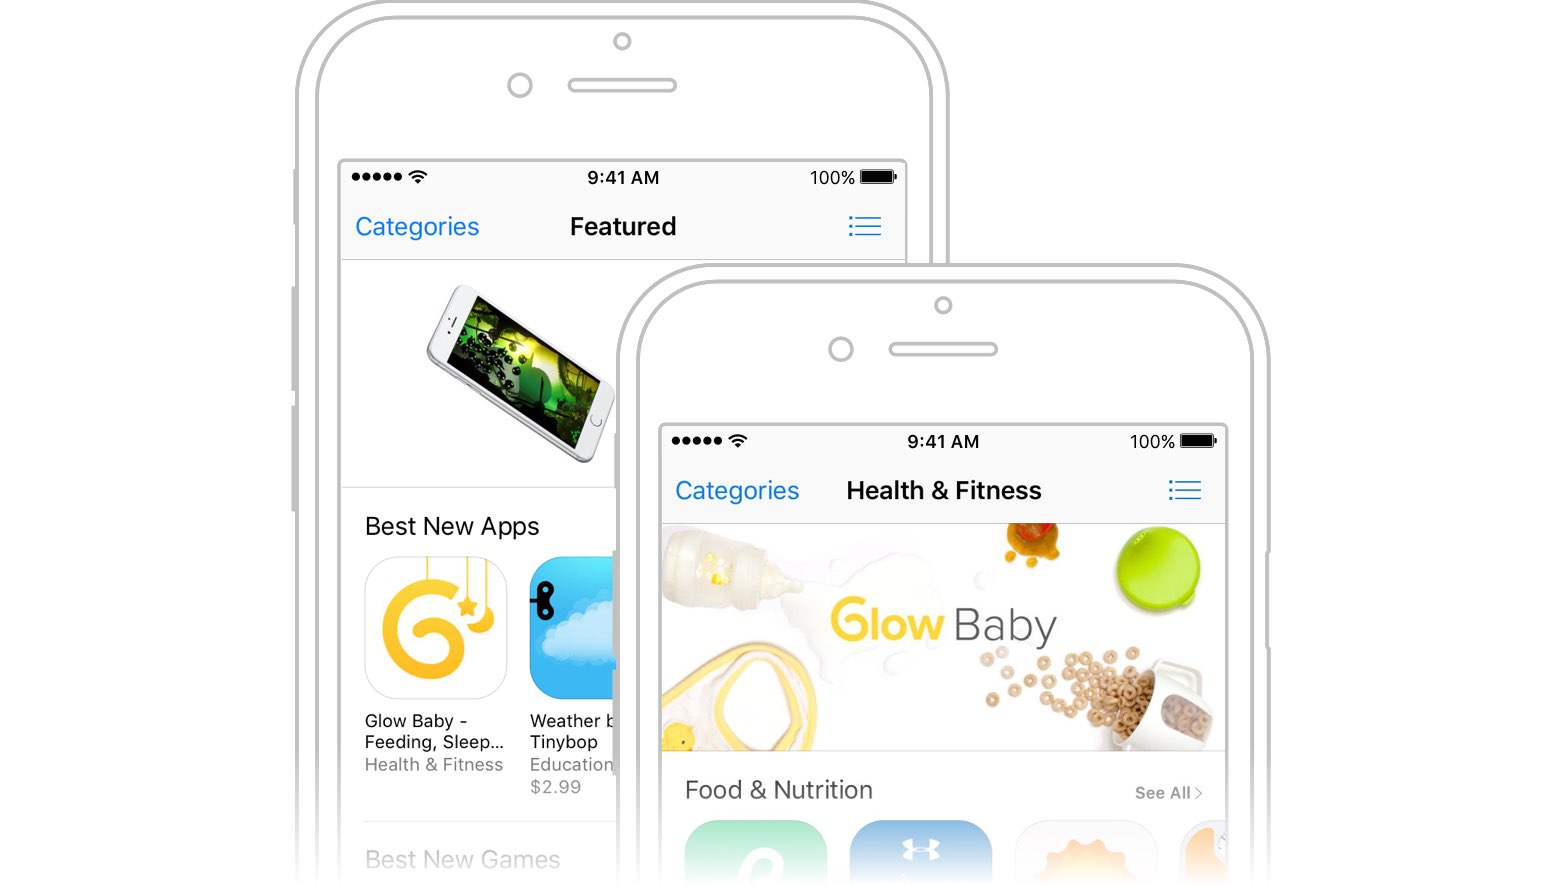 9:41 AM
100%
Categories
Featured
Best New Apps
Glow Baby -
Feeding, Sleep...
Health & Fitness
Weather
Tinybop
Education
$2.99
Best New Games
9:41 AM
100%
Categories
Health & Fitness
Glow Baby
Food & Nutrition
See All